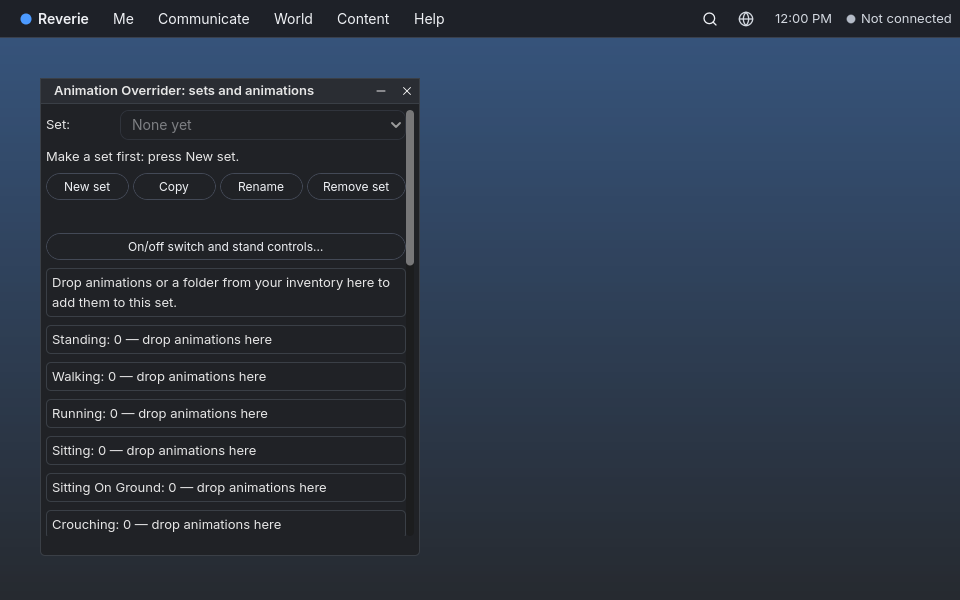 Reverie Me Communicate World Content Help 12:00 PM Not connected
Animation Overrider: sets and animations
Set: None yet
Make a set first: press New set.
New set Copy Rename Remove set
On/off switch and stand controls...
Drop animations or a folder from your inventory here to
add them to this set.
Standing: 0 — drop animations here
Walking: 0 — drop animations here
Running: 0 — drop animations here
Sitting: 0 — drop animations here
Sitting On Ground: 0 — drop animations here
Crouching: 0 — drop animations here